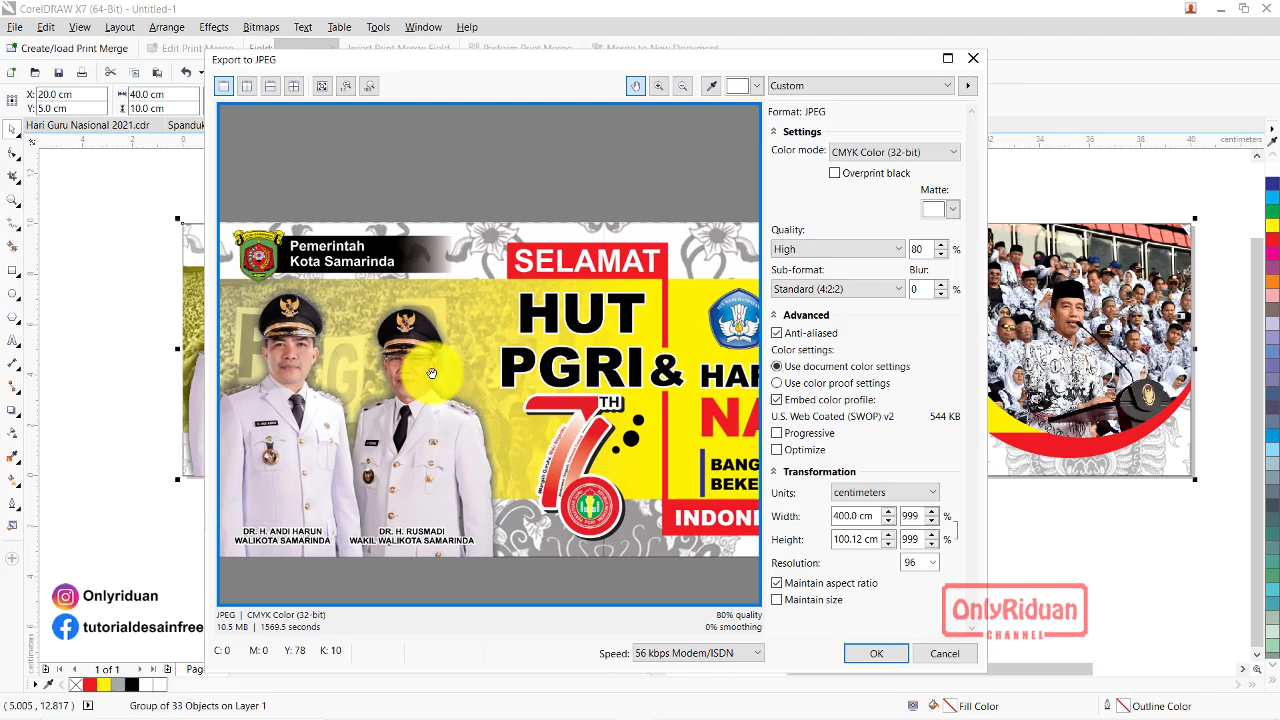 CorelDRAW X7 (64-Bit) - Untitled-1
File Edit View Layout Arrange Effects Bitmaps Text Table Tools Window Help
Create/load Print Merge Edit Print Merge Field: Insert Print Merge Field Perform Print Merge Merge to New Document
Export to JPEG
X: 20.0 cm 40.0 cm
Y: 5.0 cm 10.0 cm
Hari Guru Nasional 2021.cdr Spanduk
Custom
Format: JPEG
Settings
Color mode: CMYK Color (32-bit)
Overprint black
Matte:
Quality:
High 80 %
Sub-format: Blur:
Standard (4:2:2) 0 %
Advanced
Anti-aliased
Color settings:
Use document color settings
Use color proof settings
Embed color profile:
U.S. Web Coated (SWOP) v2 544 KB
Progressive
Optimize
Transformation
Units: centimeters
Width: 400.0 cm 999 %
Height: 100.12 cm 999 %
Resolution: 96
Maintain aspect ratio
Maintain size
34 36 38 40 centimeters
Pemerintah
Kota Samarinda
SELAMAT
HUT
PGRI &
HAR
7TH
6
NA
BANG
BEKE
INDONE
DR. H. ANDI HARUN
WALIKOTA SAMARINDA
DR. H. RUSMADI
WAKIL WALIKOTA SAMARINDA
JPEG | CMYK Color (32-bit) 80% quality
10.5 MB | 1569.5 seconds 0% smoothing
C: 0 M: 0 Y: 78 K: 10
Speed: 56 kbps Modem/ISDN
OK Cancel
Onlyriduan
tutorialdesainfree
OnlyRiduan
CHANNEL
1 of 1 Pag
( 5.005 , 12.817 ) Group of 33 Objects on Layer 1 Fill Color Outline Color